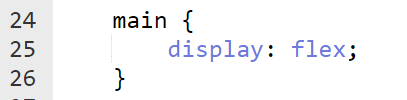 24 main {
25 display: flex;
26 }